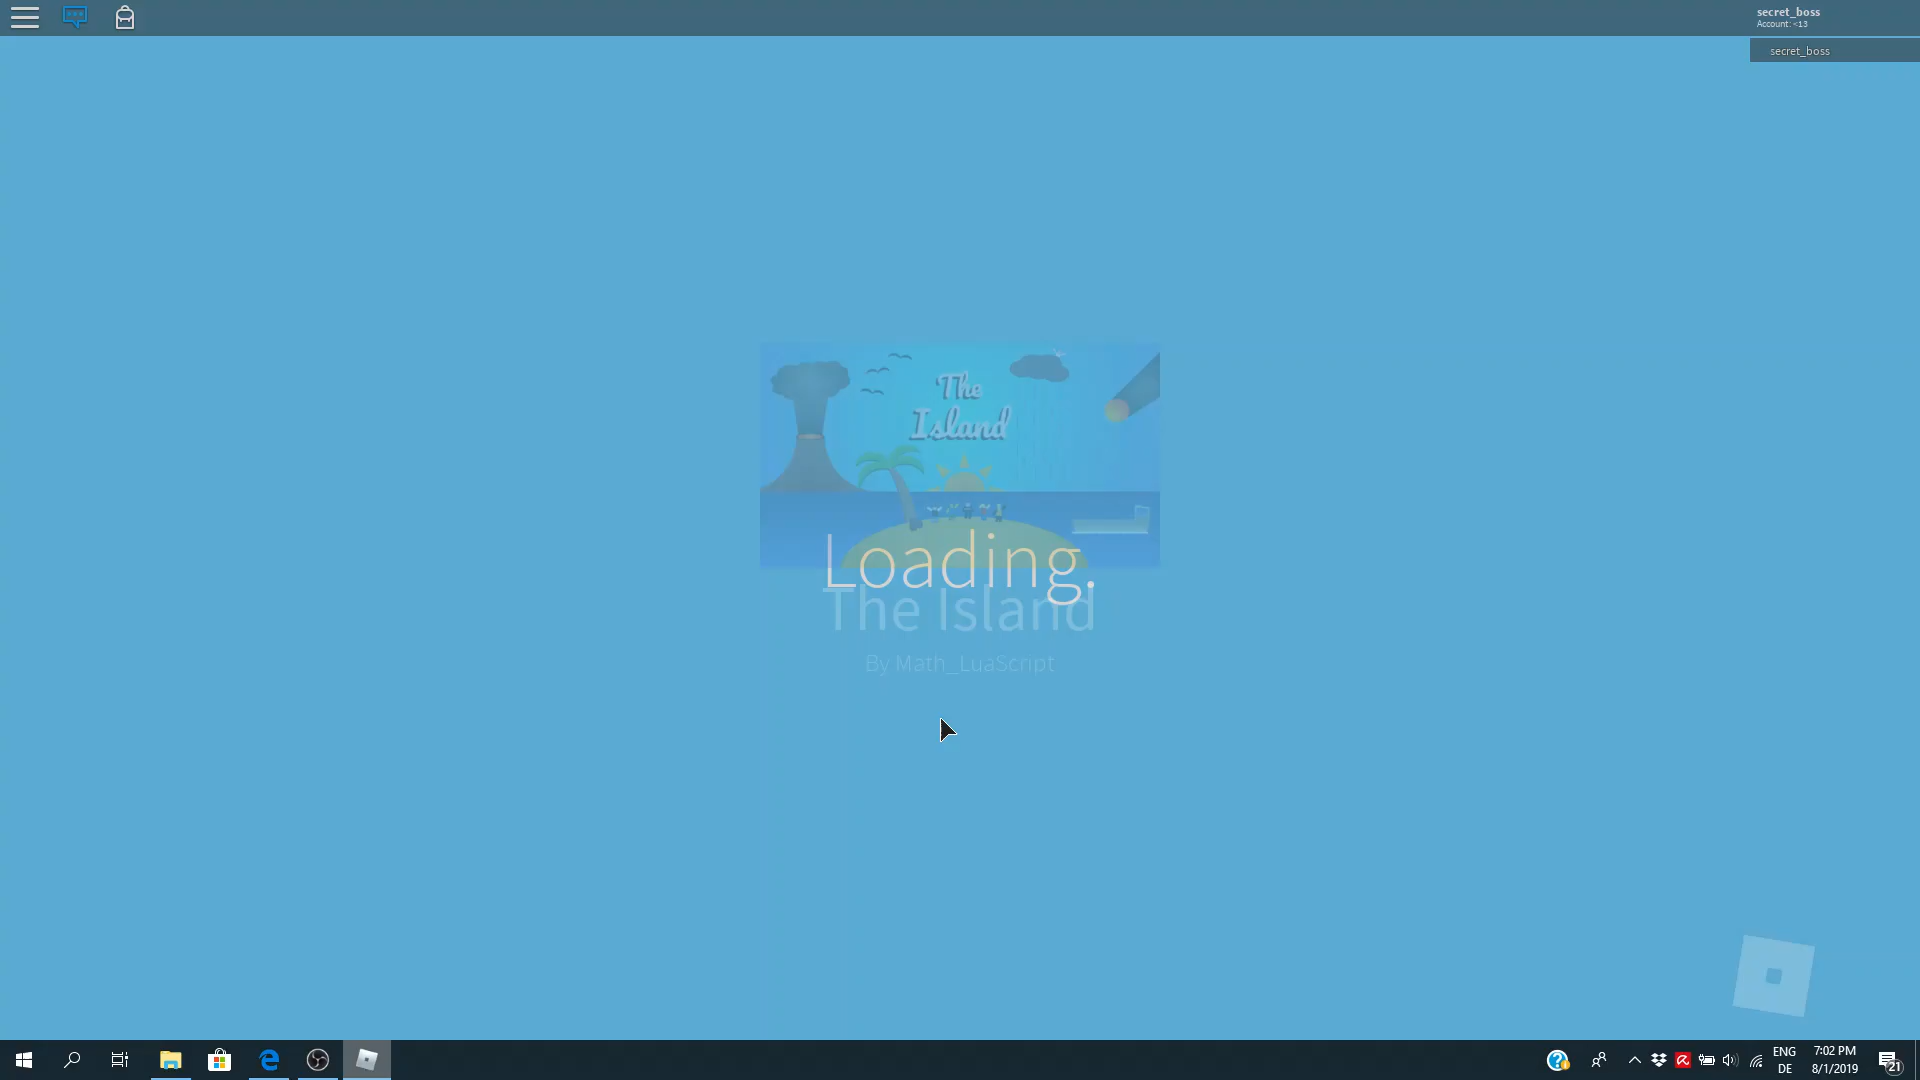 secret_boss
Account: <13
secret_boss
The
Island
Loading.
The Island
By Math_LuaScript
ENG
DE
7:02 PM
8/1/2019
21